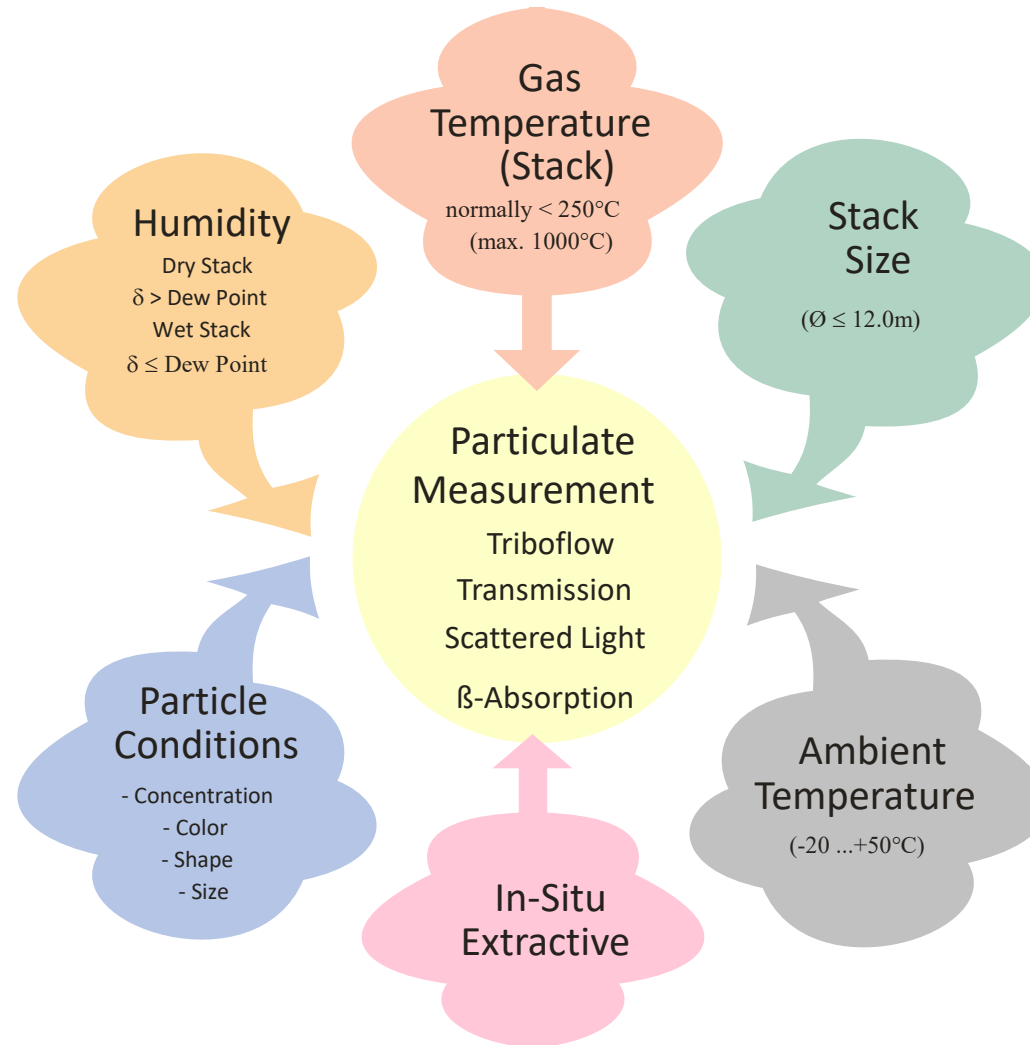 Gas
Temperature
(Stack)
normally < 250°C
(max. 1000°C)
Humidity
Dry Stack
δ > Dew Point
Wet Stack
δ ≤ Dew Point
Stack
Size
(Ø ≤ 12.0m)
Particulate
Measurement
Triboflow
Transmission
Scattered Light
ß-Absorption
Particle
Conditions
- Concentration
- Color
- Shape
- Size
Ambient
Temperature
(-20 ...+50°C)
In-Situ
Extractive